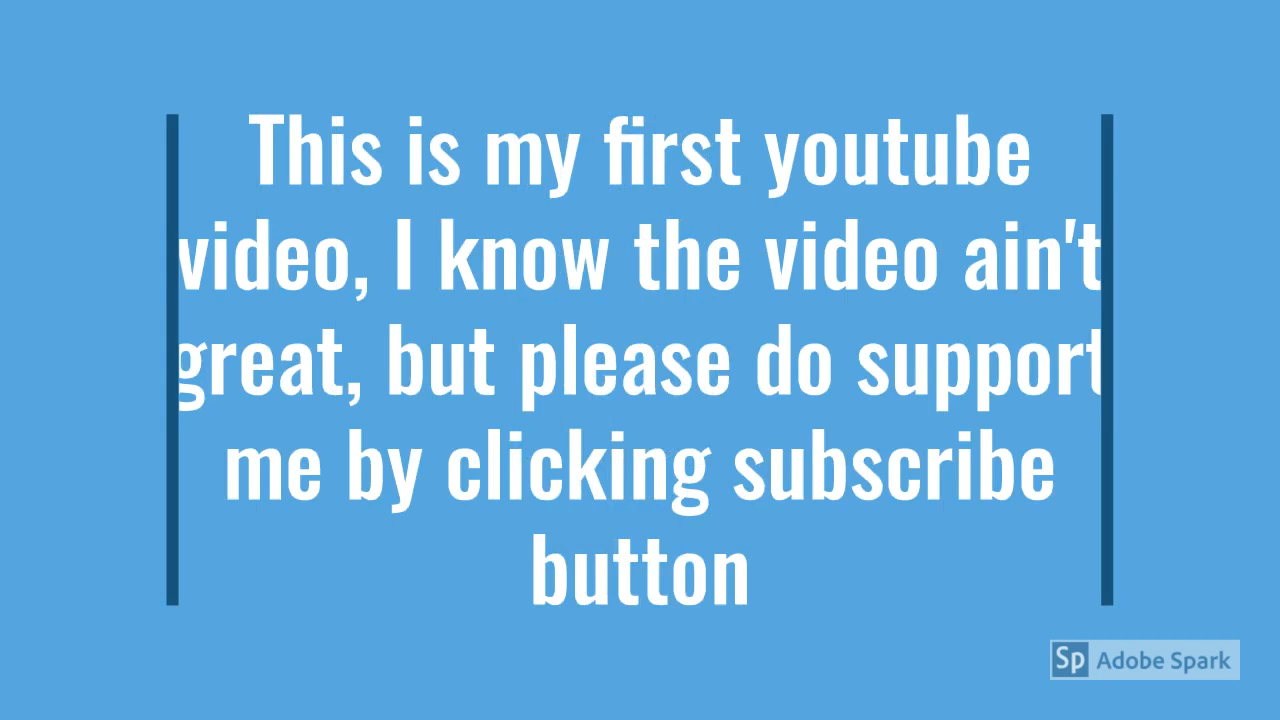 This is my first youtube
video, I know the video ain't
great, but please do support
me by clicking subscribe
button
Sp Adobe Spark